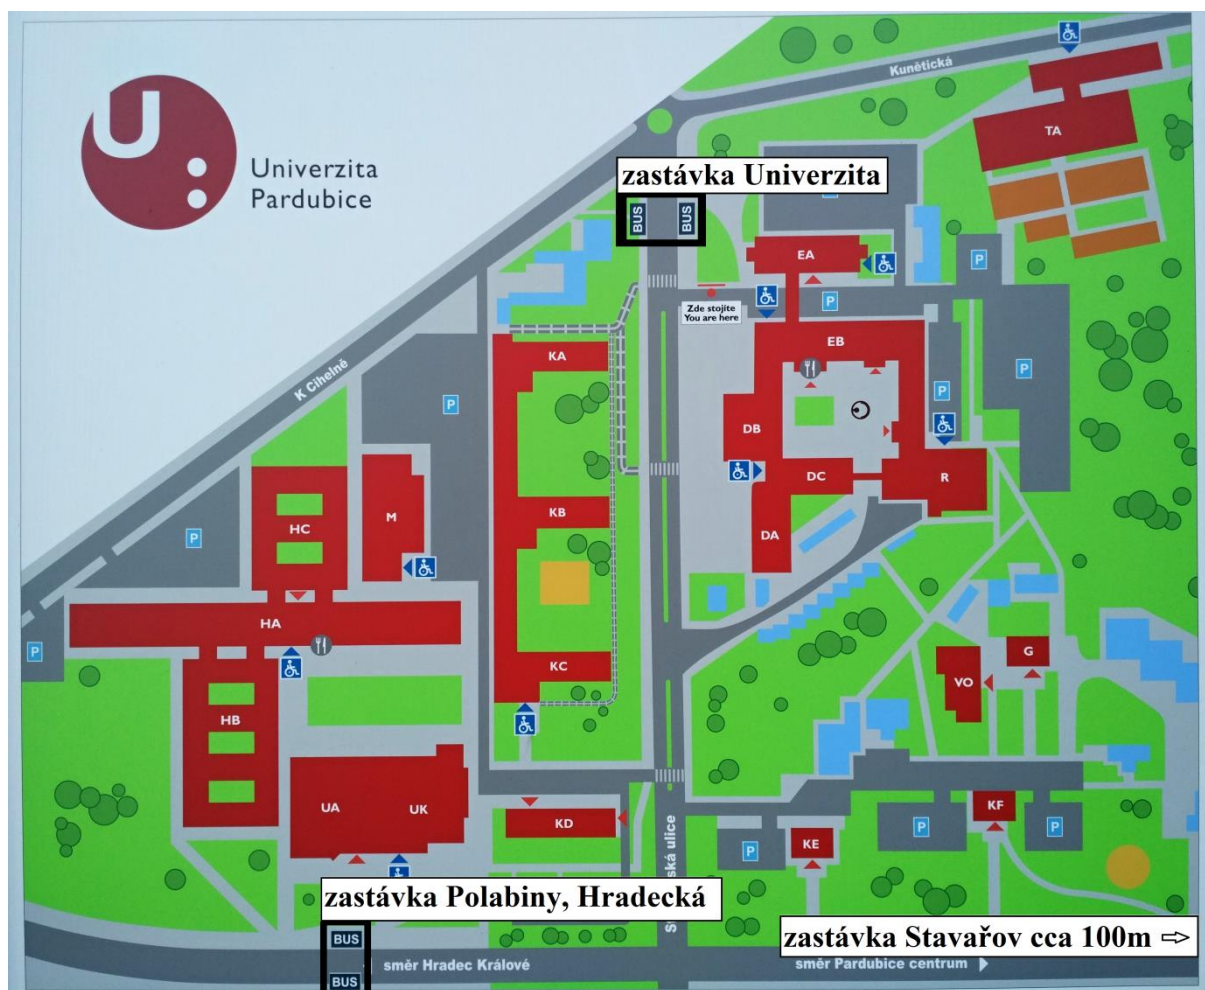 U
Univerzita
Pardubice
Kunětická
TA
zastávka Univerzita
BUS
BUS
EA
P
P
Zde stojíte
You are here
P
EB
KA
K Cihelně
P
P
P
DB
DC
R
HC
M
KB
P
DA
HA
P
KC
G
VO
HB
UA
UK
KD
KF
KE
P
P
P
ská ulice
zastávka Polabiny, Hradecká
BUS
BUS
směr Hradec Králové
zastávka Stavařov cca 100m ⇨
směr Pardubice centrum